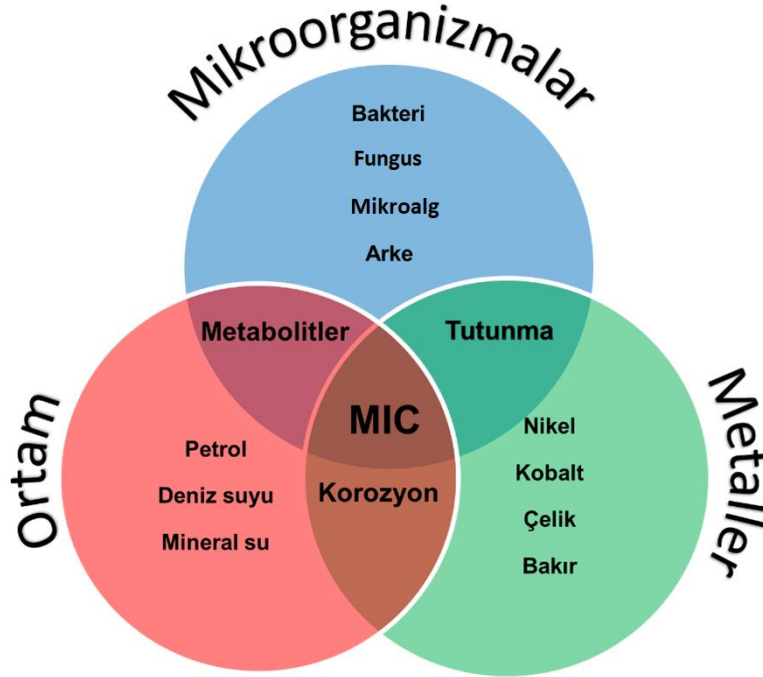 Mikroorganizmalar
Bakteri
Fungus
Mikroalg
Arke
Metabolitler
Tutunma
MIC
Korozyon
Ortam
Petrol
Deniz suyu
Mineral su
Metaller
Nikel
Kobalt
Çelik
Bakır